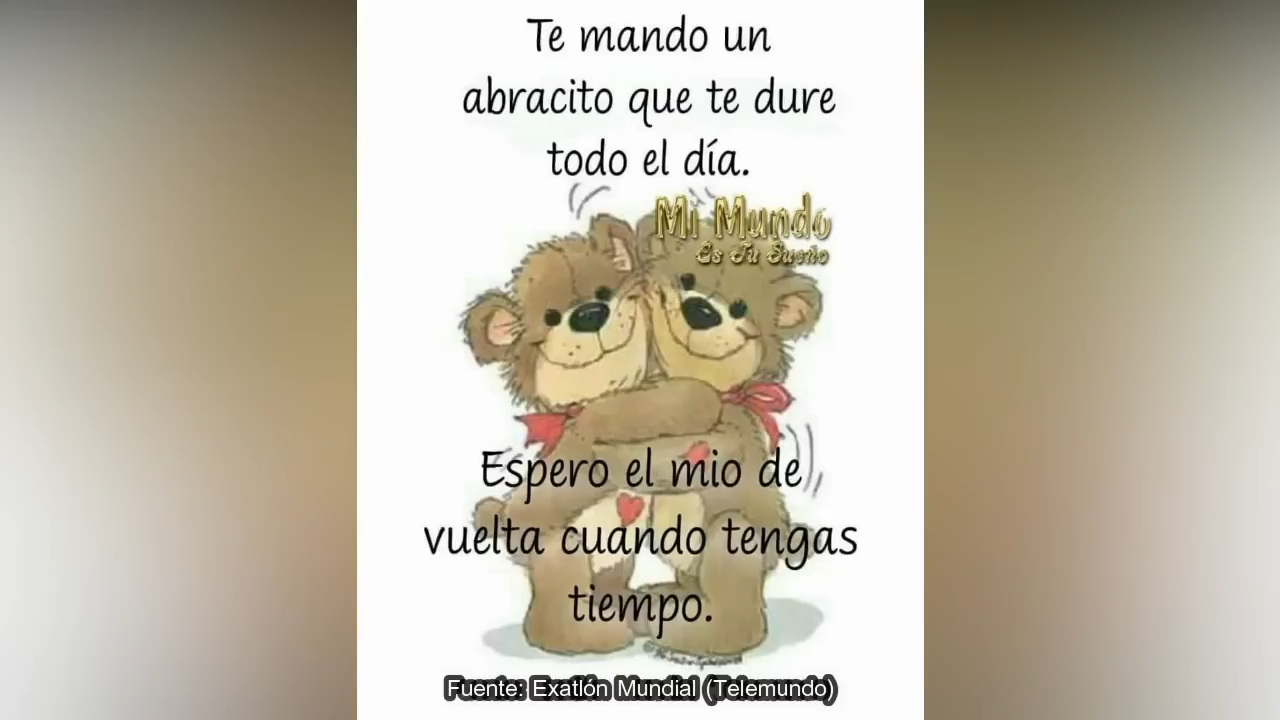 Te mando un
abracito que te dure
todo el día.
Mi Mundo
Es Tu Sueño
Espero el mio de
vuelta cuando tengas
tiempo.
Fuente: Exatlón Mundial (Telemundo)